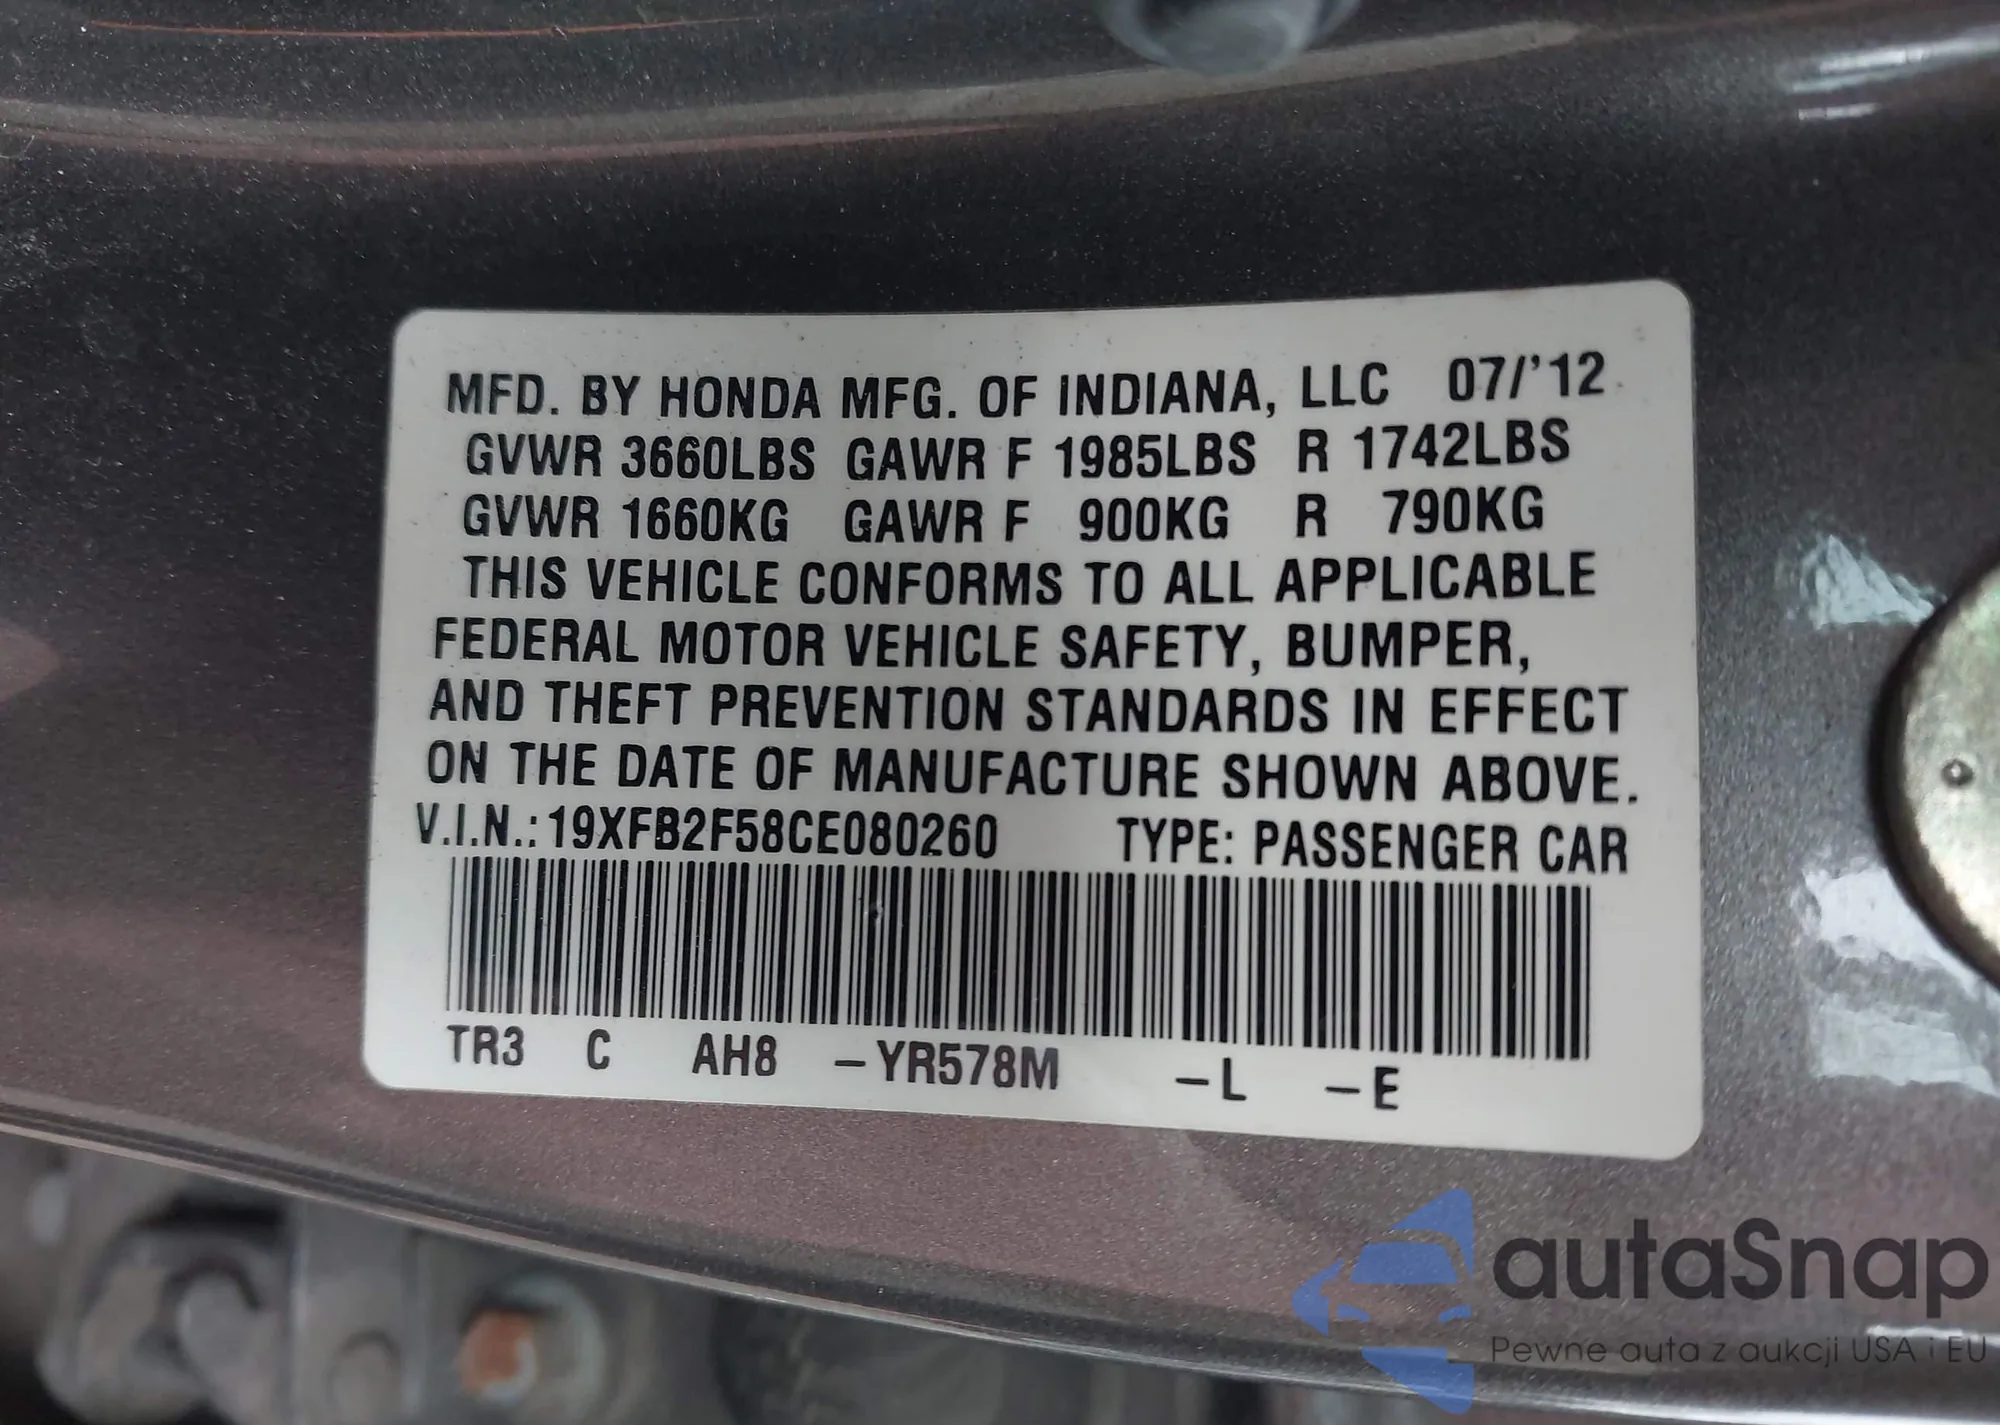 MFD. BY HONDA MFG. OF INDIANA, LLC 07/'12
GVWR 3660LBS GAWR F 1985LBS R 1742LBS
GVWR 1660KG GAWR F 900KG R 790KG
THIS VEHICLE CONFORMS TO ALL APPLICABLE
FEDERAL MOTOR VEHICLE SAFETY, BUMPER,
AND THEFT PREVENTION STANDARDS IN EFFECT
ON THE DATE OF MANUFACTURE SHOWN ABOVE.
V.I.N.: 19XFB2F58CE080260 TYPE: PASSENGER CAR
TR3 C AH8 –YR578M –L –E
autaSnap
Pewne auta z aukcji USA i EU